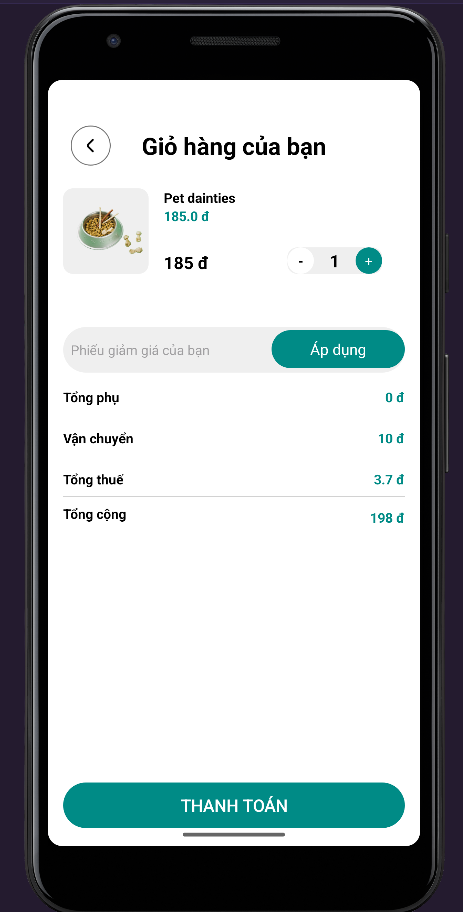 Giỏ hàng của bạn
Pet dainties
185.0 đ
185 đ
- 1 +
Phiếu giảm giá của bạn Áp dụng
Tổng phụ 0 đ
Vận chuyển 10 đ
Tổng thuế 3.7 đ
Tổng cộng 198 đ
THANH TOÁN